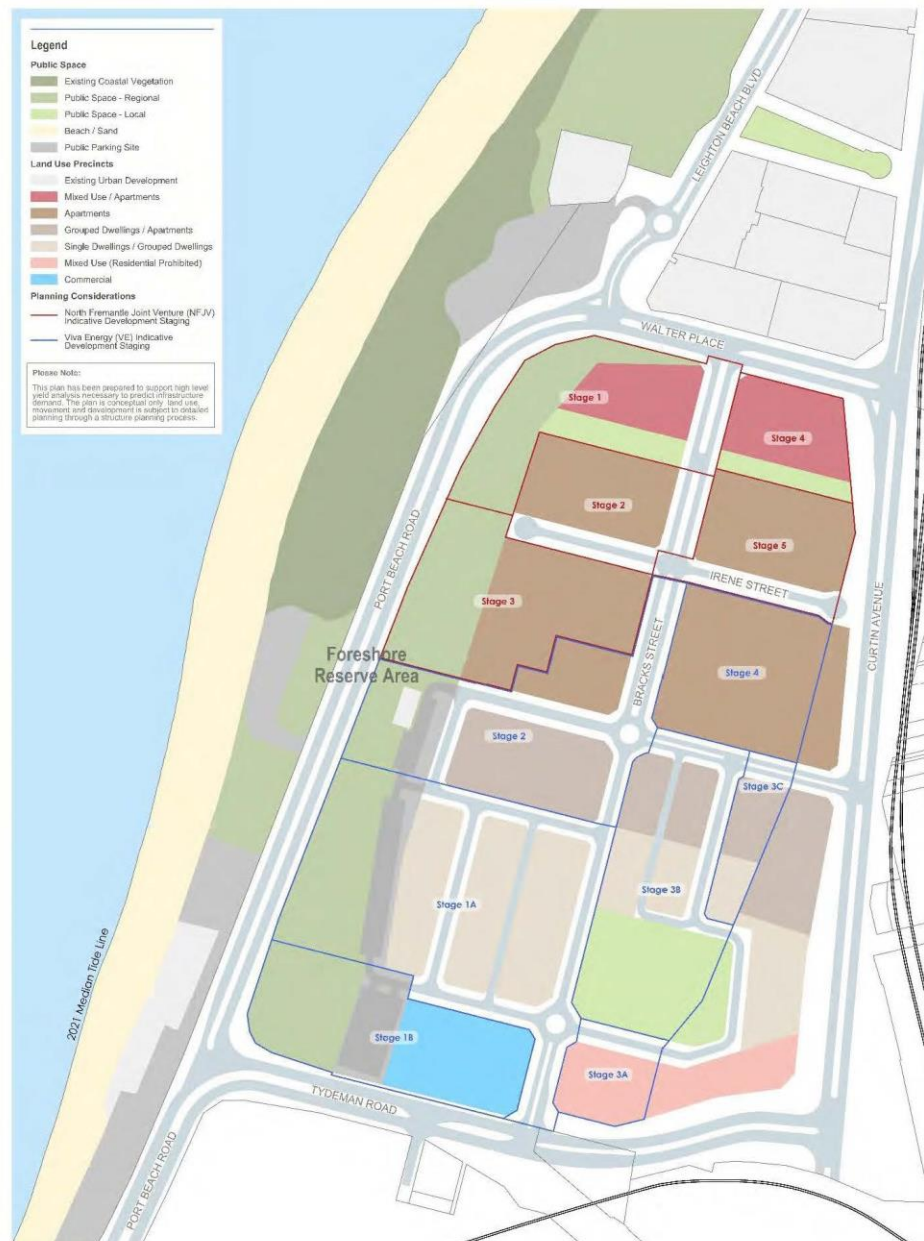 Legend
Public Space
Existing Coastal Vegetation
Public Space - Regional
Public Space - Local
Beach / Sand
Public Parking Site
Land Use Precincts
Existing Urban Development
Mixed Use / Apartments
Apartments
Grouped Dwellings / Apartments
Single Dwellings / Grouped Dwellings
Mixed Use (Residential Prohibited)
Commercial
Planning Considerations
North Fremantle Joint Venture (NFJV)
Indicative Development Staging
Viva Energy (VE) Indicative
Development Staging
Please Note:
This plan has been prepared to support high level
yield analysis necessary to predict infrastructure
demand. The plan is conceptual only, land use,
movement and development is subject to detailed
planning through a structure planning process.
LEIGHTON BEACH BLVD
WALTER PLACE
Stage 1
Stage 4
Stage 2
Stage 5
PORT BEACH ROAD
IRENE STREET
Stage 3
CURTIN AVENUE
Foreshore
Reserve Area
BRACKS STREET
Stage 4
Stage 2
Stage 3C
Stage 3B
Stage 1A
2021 Median Tide Line
Stage 1B
Stage 3A
TYDEMAN ROAD
PORT BEACH ROAD